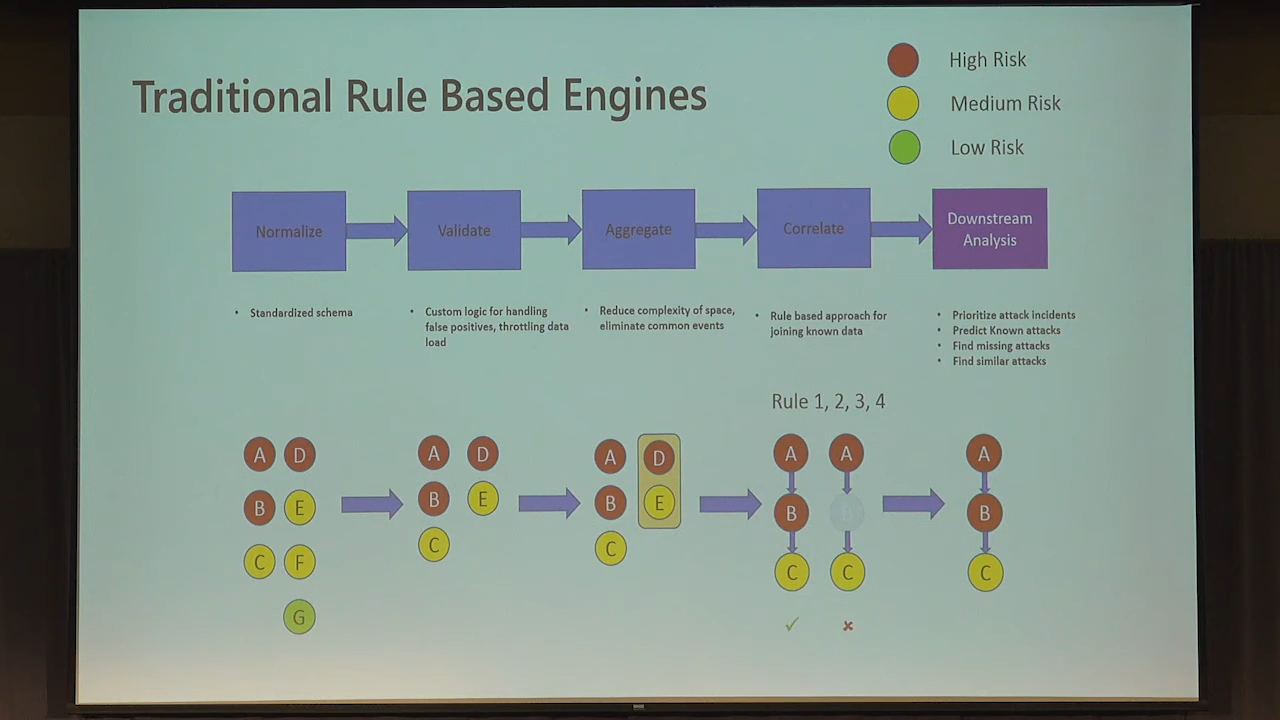 Traditional Rule Based Engines
High Risk
Medium Risk
Low Risk
Normalize
Validate
Aggregate
Correlate
Downstream
Analysis
• Standardized schema
• Custom logic for handling
false positives, throttling data
load
• Reduce complexity of space,
eliminate common events
• Rule based approach for
joining known data
• Prioritize attack incidents
• Predict Known attacks
• Find missing attacks
• Find similar attacks
Rule 1, 2, 3, 4
A D
B E
C F
G
A D
B E
C
A D
B E
C
A A
B
C C
✓ ✗
A
B
C